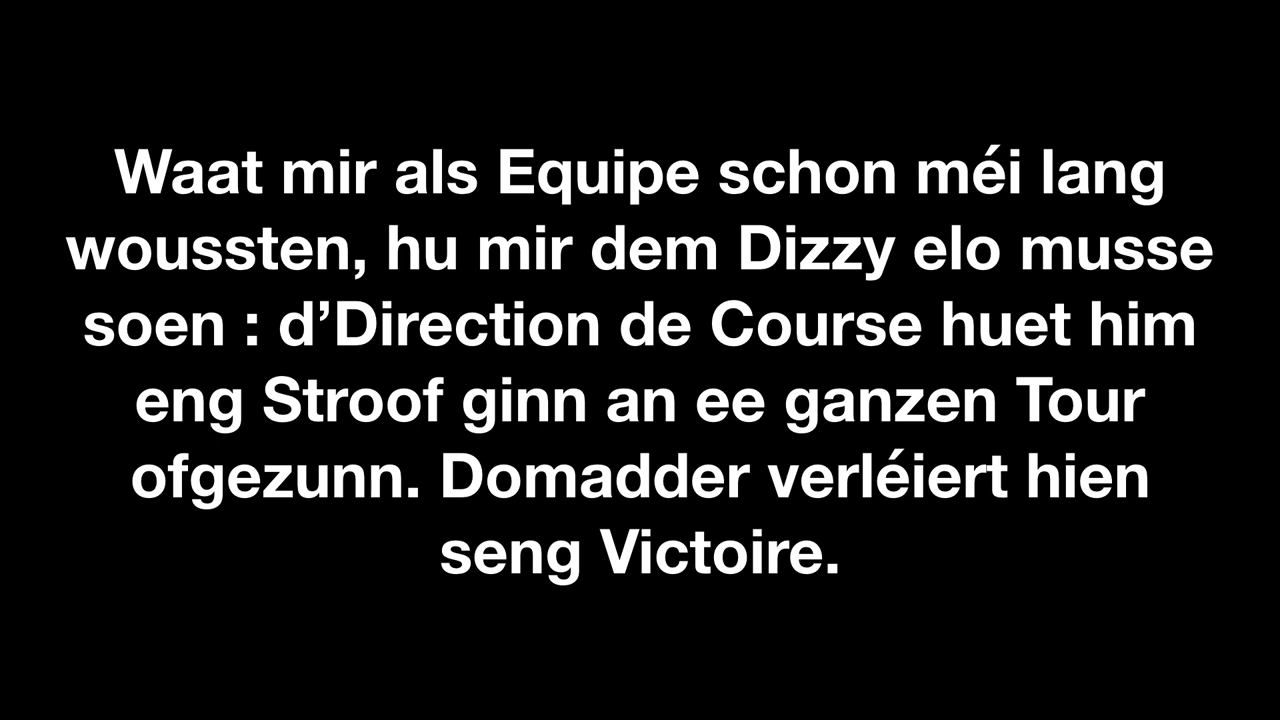 Waat mir als Equipe schon méi lang
woussten, hu mir dem Dizzy elo musse
soen : d’Direction de Course huet him
eng Stroof ginn an ee ganzen Tour
ofgezunn. Domadder verléiert hien
seng Victoire.